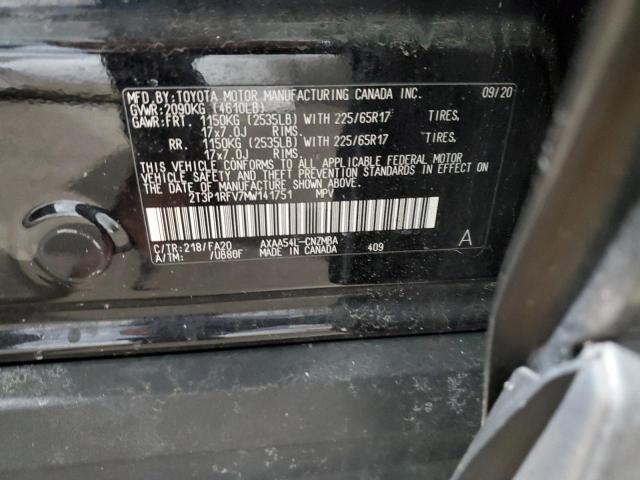 MFD.BY:TOYOTA MOTOR MANUFACTURING CANADA INC. 09/20
GVWR:2090KG (4610LB)
GAWR:FRT 1150KG (2535LB) WITH 225/65R17 TIRES.
17x7.0J RIMS.
RR. 1150KG (2535LB) WITH 225/65R17 TIRES.
17x7.0J RIMS.
THIS VEHICLE CONFORMS TO ALL APPLICABLE FEDERAL MOTOR
VEHICLE SAFETY AND THEFT PREVENTION STANDARDS IN EFFECT ON
THE DATE OF MANUFACTURE SHOWN ABOVE.
2T3P1RFV7MW141751 MPV
C/TR:218/FA20 AXAA54L-CNZMBA A
A/TM: /U680F MADE IN CANADA 409